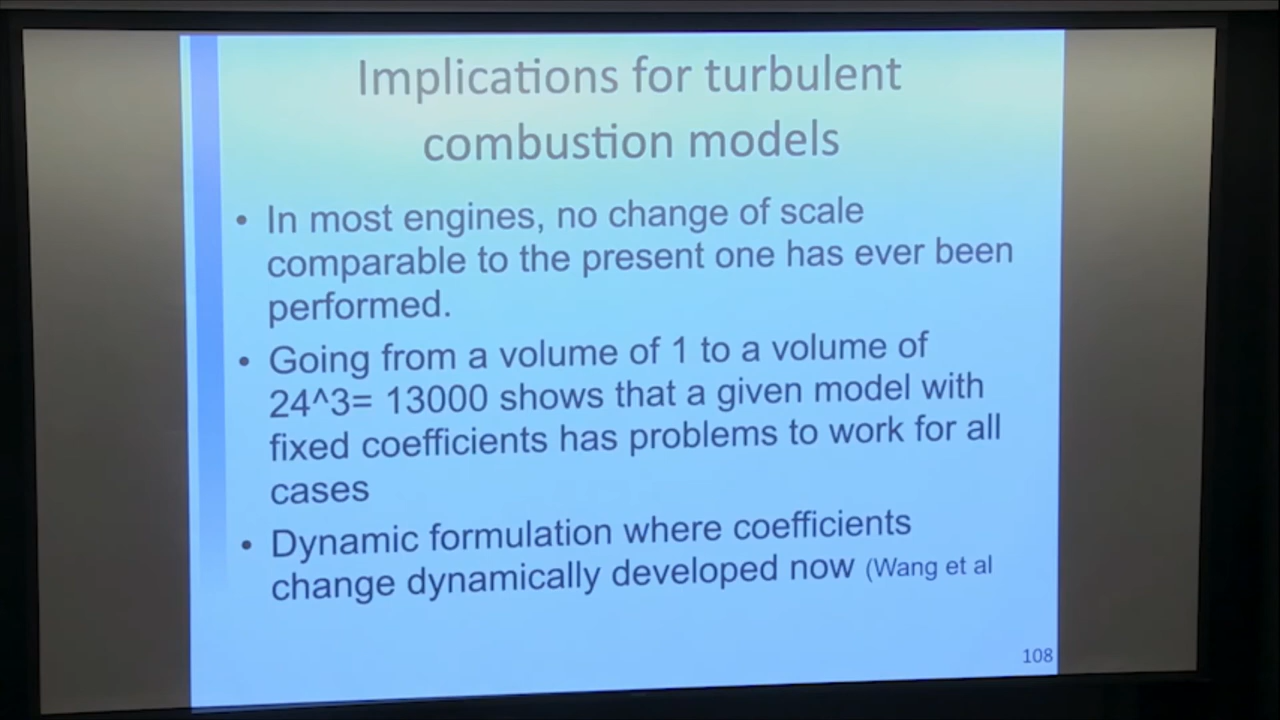 Implications for turbulent
combustion models
• In most engines, no change of scale
comparable to the present one has ever been
performed.
• Going from a volume of 1 to a volume of
24^3= 13000 shows that a given model with
fixed coefficients has problems to work for all
cases
• Dynamic formulation where coefficients
change dynamically developed now (Wang et al
108